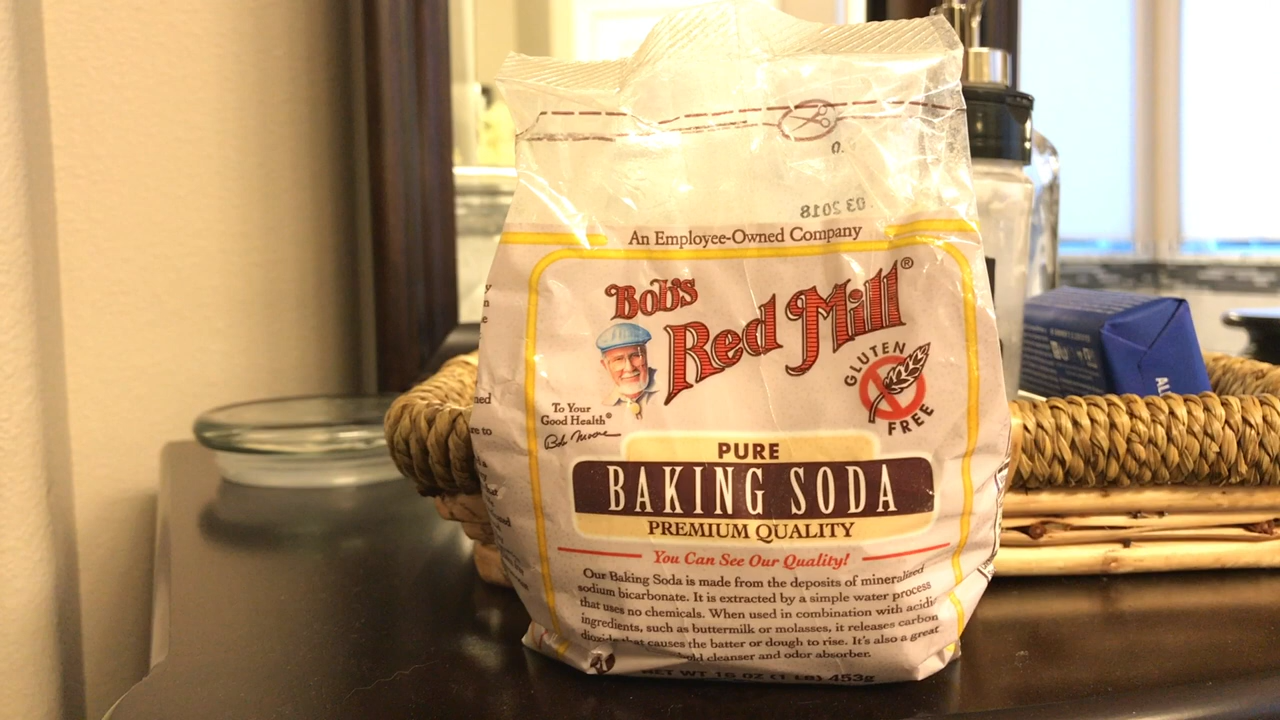 03 2018
An Employee-Owned Company
Bob's
Red Mill®
GLUTEN
FREE
To Your
Good Health®
Bob Moore
PURE
BAKING SODA
PREMIUM QUALITY
You Can See Our Quality!
Our Baking Soda is made from the deposits of mineralized
sodium bicarbonate. It is extracted by a simple water process
that uses no chemicals. When used in combination with acidic
ingredients, such as buttermilk or molasses, it releases carbon
dioxide that causes the batter or dough to rise. It's also a great
cleanser and odor absorber.
NET WT 16 OZ (1 LB) 453g